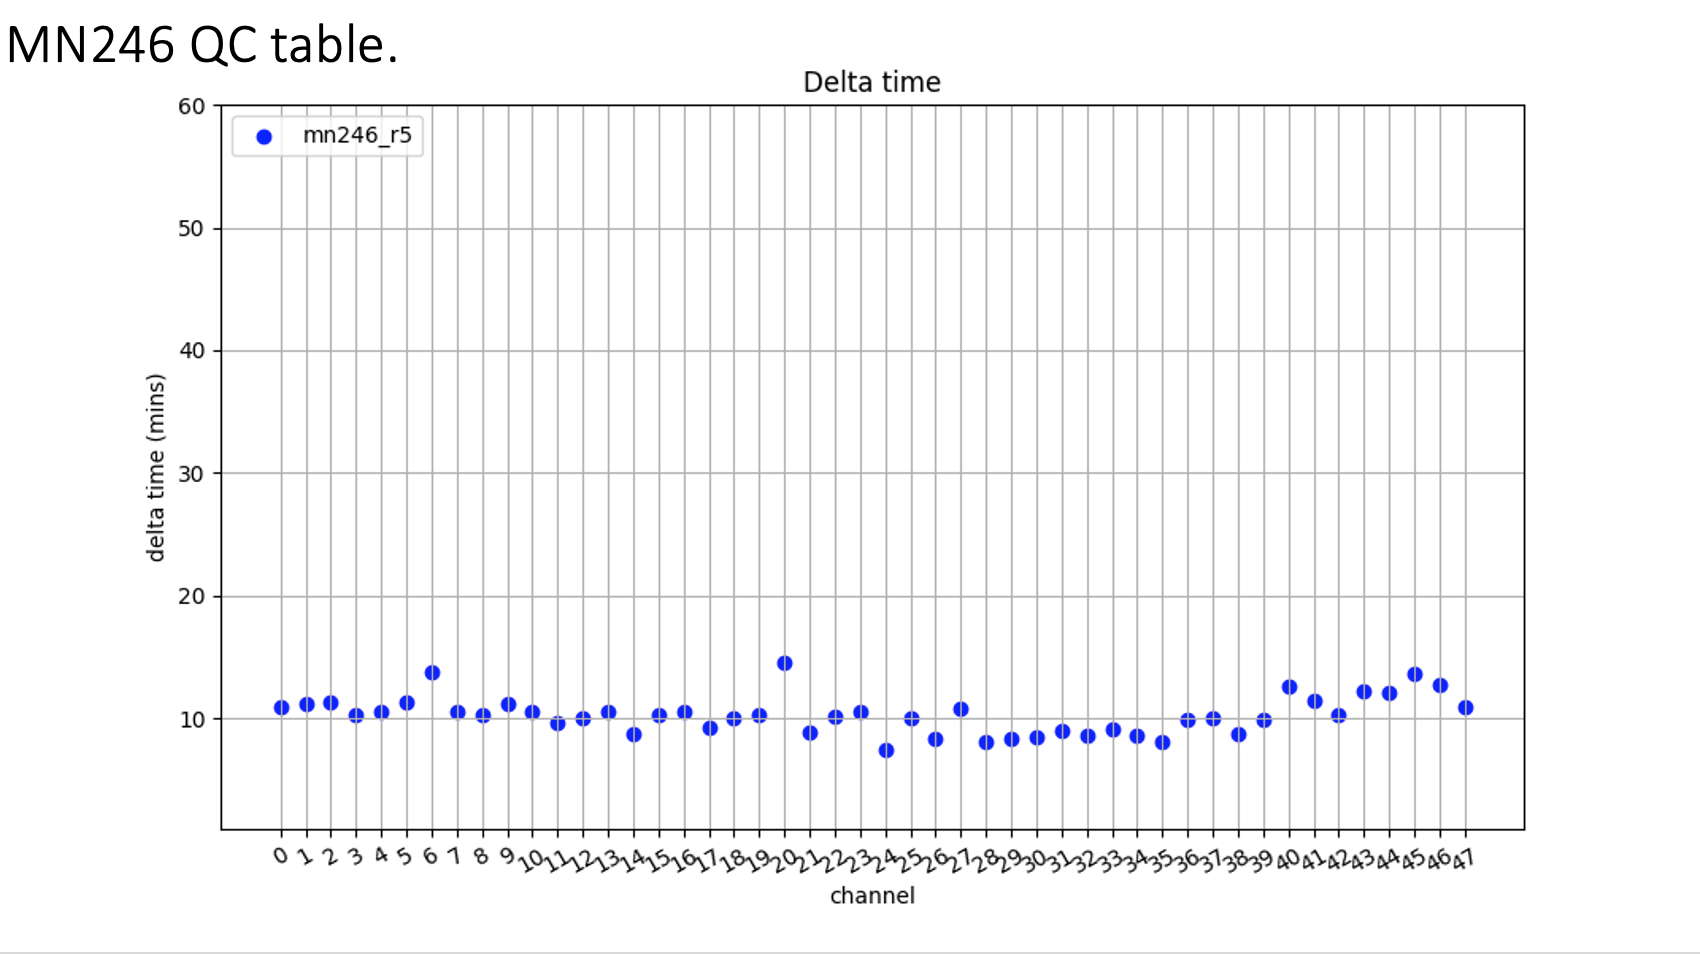 MN246 QC table.
Delta time
mn246_r5
60
50
40
30
20
10
delta time (mins)
0 1 2 3 4 5 6 7 8 9 10 11 12 13 14 15 16 17 18 19 20 21 22 23 24 25 26 27 28 29 30 31 32 33 34 35 36 37 38 39 40 41 42 43 44 45 46 47
channel